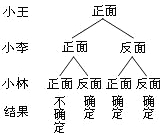 小王 正面
小李 正面 反面
小林 正面 反面 正面 反面
结果 不确定 确定 确定 确定